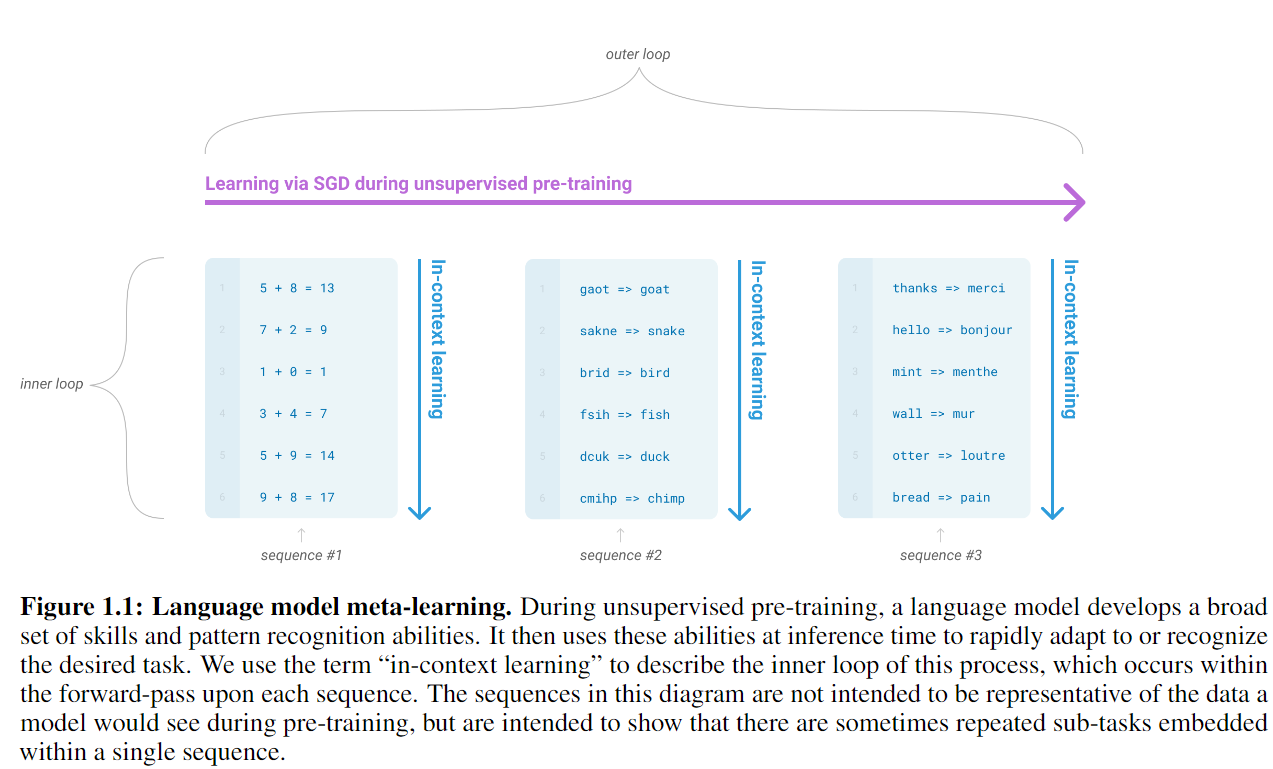 outer loop
Learning via SGD during unsupervised pre-training
inner loop
1 5 + 8 = 13
2 7 + 2 = 9
3 1 + 0 = 1
4 3 + 4 = 7
5 5 + 9 = 14
6 9 + 8 = 17
In-context learning
sequence #1
1 gaot => goat
2 sakne => snake
3 brid => bird
4 fsih => fish
5 dcuk => duck
6 cmihp => chimp
In-context learning
sequence #2
1 thanks => merci
2 hello => bonjour
3 mint => menthe
4 wall => mur
5 otter => loutre
6 bread => pain
In-context learning
sequence #3
Figure 1.1: Language model meta-learning. During unsupervised pre-training, a language model develops a broad
set of skills and pattern recognition abilities. It then uses these abilities at inference time to rapidly adapt to or recognize
the desired task. We use the term “in-context learning” to describe the inner loop of this process, which occurs within
the forward-pass upon each sequence. The sequences in this diagram are not intended to be representative of the data a
model would see during pre-training, but are intended to show that there are sometimes repeated sub-tasks embedded
within a single sequence.